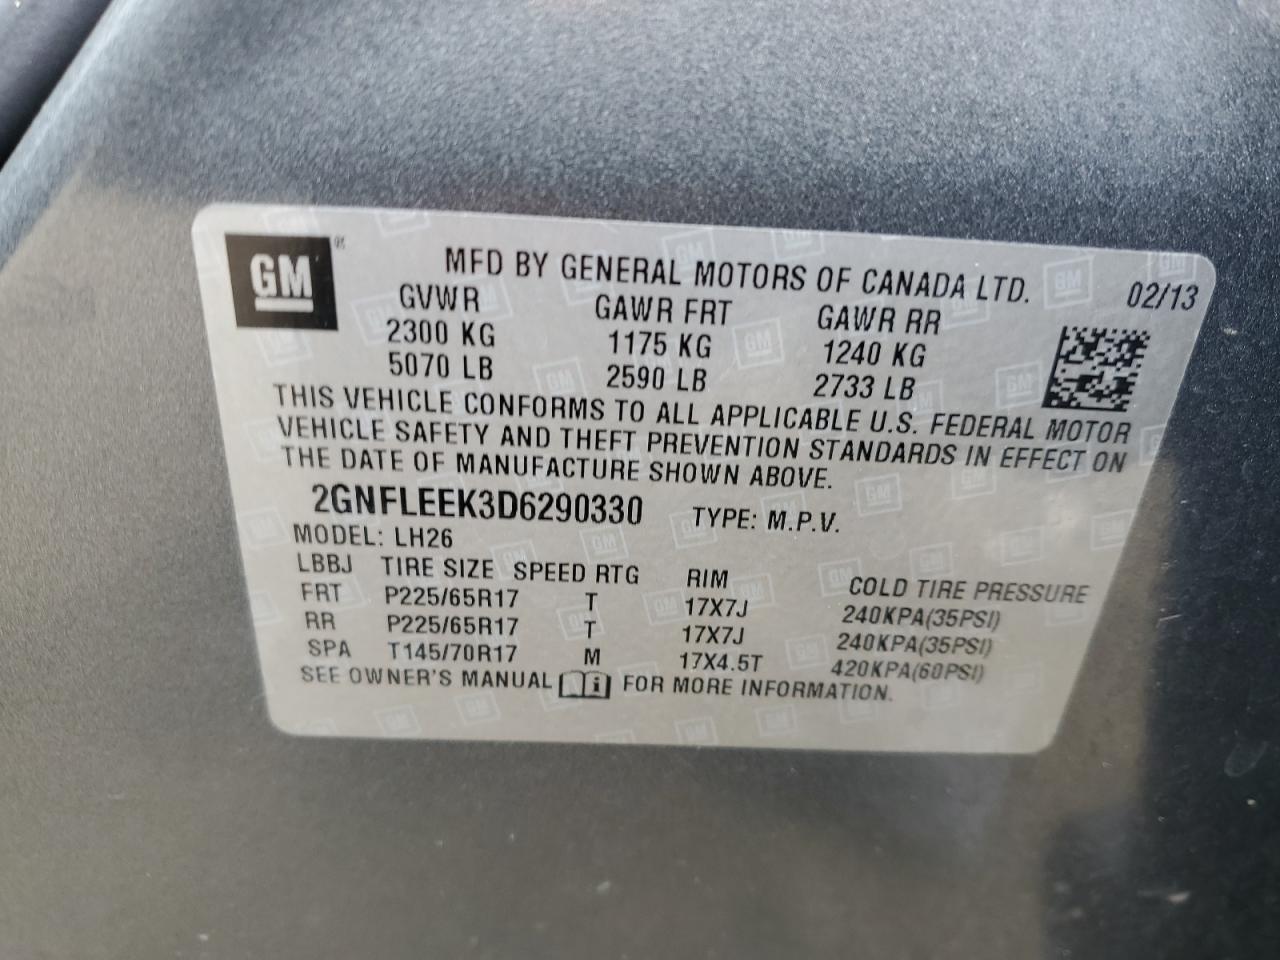 GM
MFD BY GENERAL MOTORS OF CANADA LTD.
02/13
GVWR GAWR FRT GAWR RR
2300 KG 1175 KG 1240 KG
5070 LB 2590 LB 2733 LB
THIS VEHICLE CONFORMS TO ALL APPLICABLE U.S. FEDERAL MOTOR
VEHICLE SAFETY AND THEFT PREVENTION STANDARDS IN EFFECT ON
THE DATE OF MANUFACTURE SHOWN ABOVE.
2GNFLEEK3D6290330 TYPE: M.P.V.
MODEL: LH26
LBBJ TIRE SIZE SPEED RTG RIM COLD TIRE PRESSURE
FRT P225/65R17 T 17X7J 240KPA(35PSI)
RR P225/65R17 T 17X7J 240KPA(35PSI)
SPA T145/70R17 M 17X4.5T 420KPA(60PSI)
SEE OWNER'S MANUAL i FOR MORE INFORMATION.